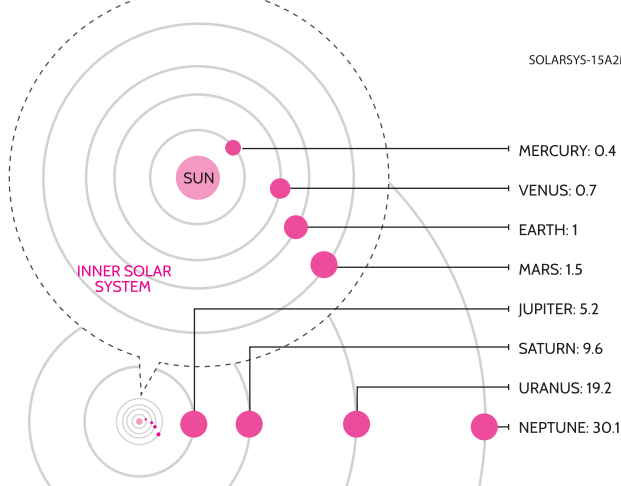 SOLARSYS-15A2
SUN
MERCURY: 0.4
VENUS: 0.7
EARTH: 1
INNER SOLAR
SYSTEM
MARS: 1.5
JUPITER: 5.2
SATURN: 9.6
URANUS: 19.2
NEPTUNE: 30.1